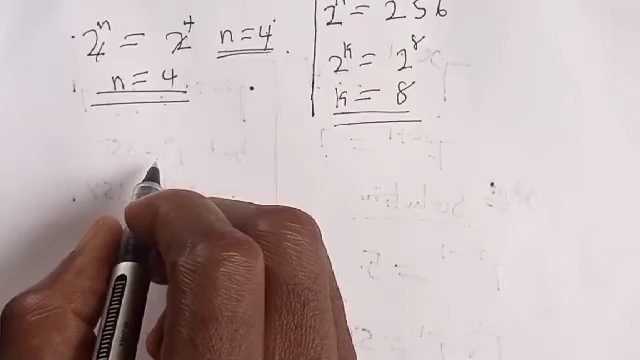 2ⁿ = 2⁴ n = 4
n = 4
2ᵏ = 256
2ᵏ = 2⁸
k = 8